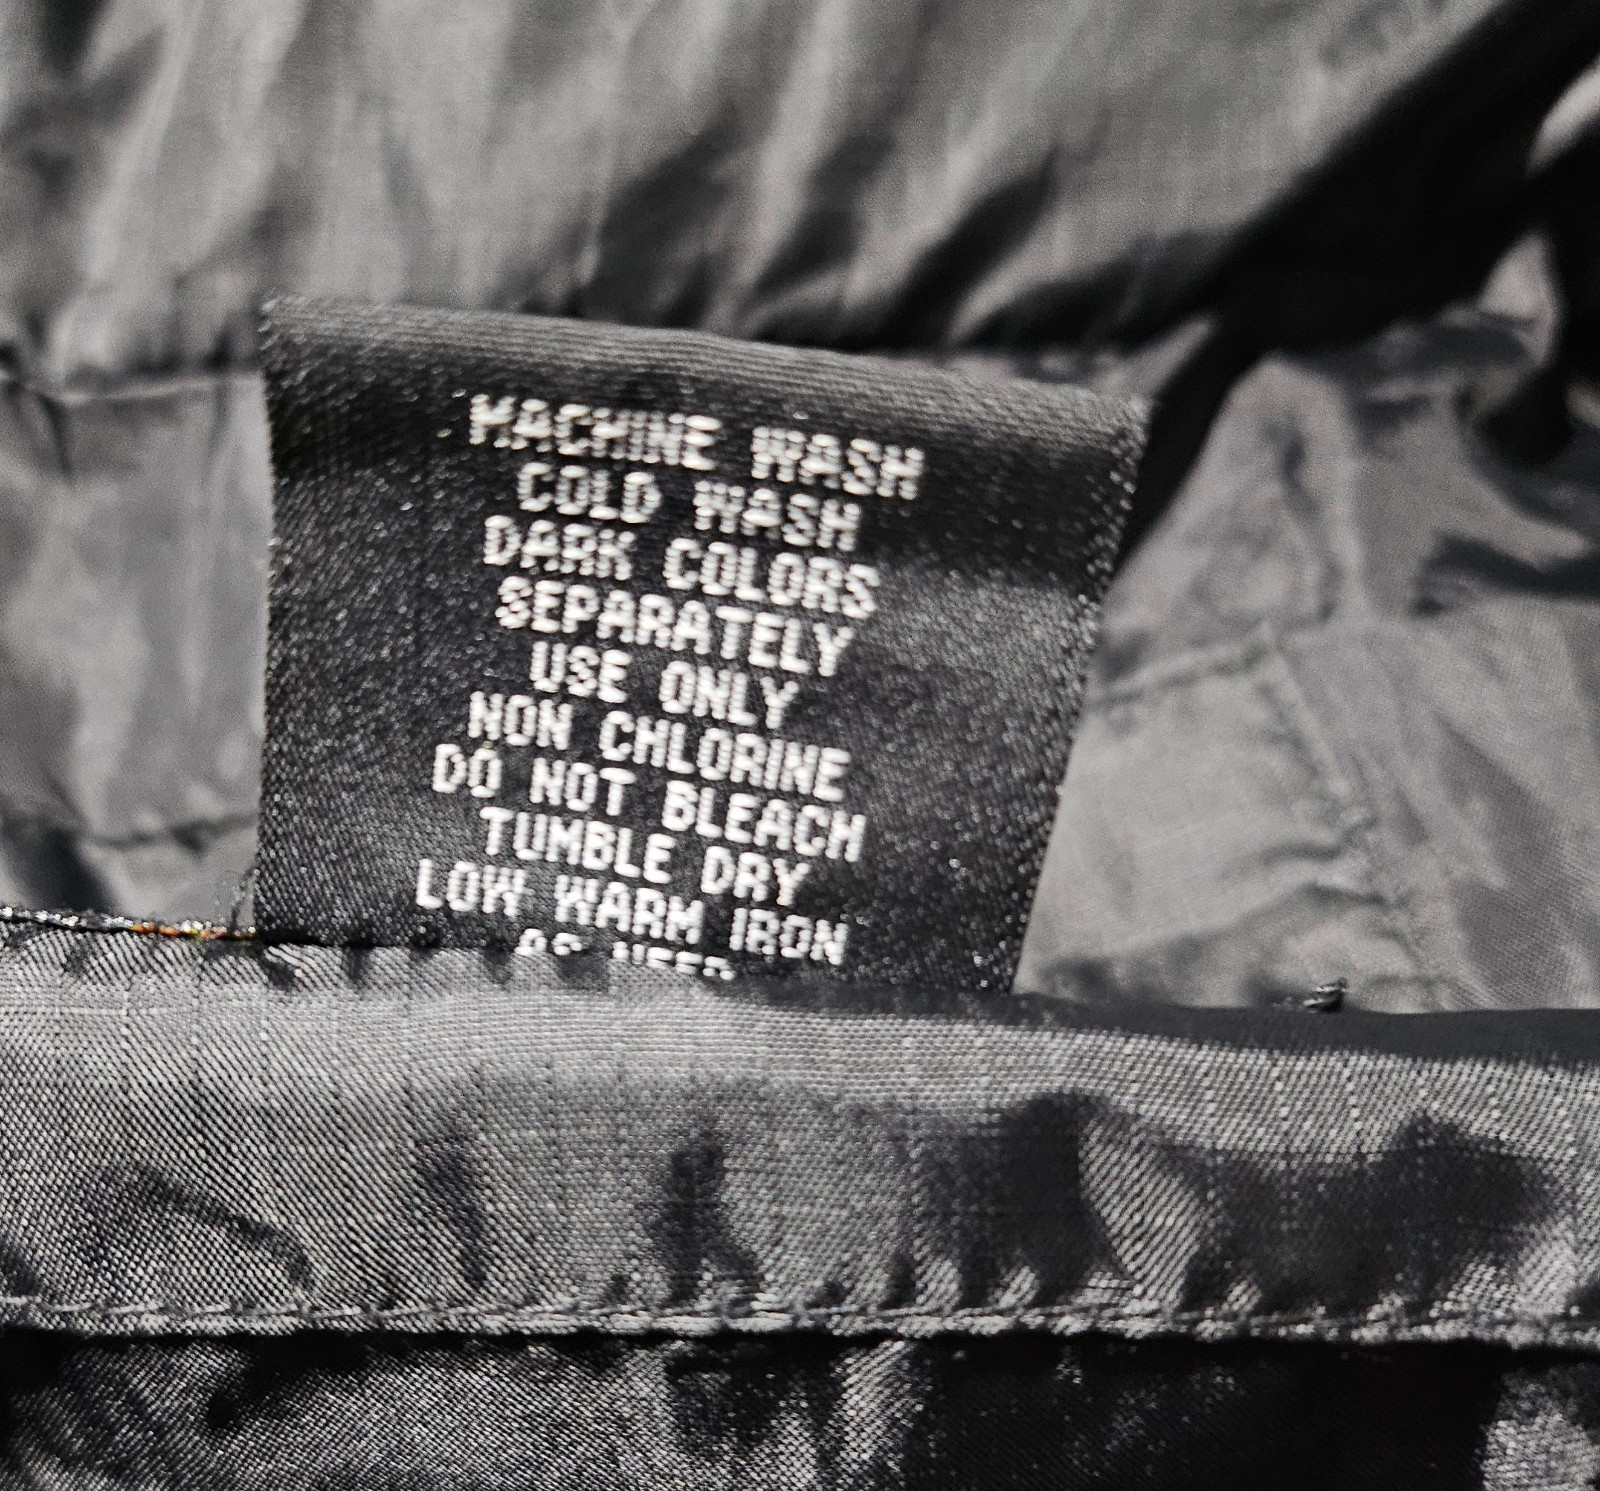 MACHINE WASH
COLD WASH
DARK COLORS
SEPARATELY
USE ONLY
NON CHLORINE
DO NOT BLEACH
TUMBLE DRY
LOW WARM IRON
AS